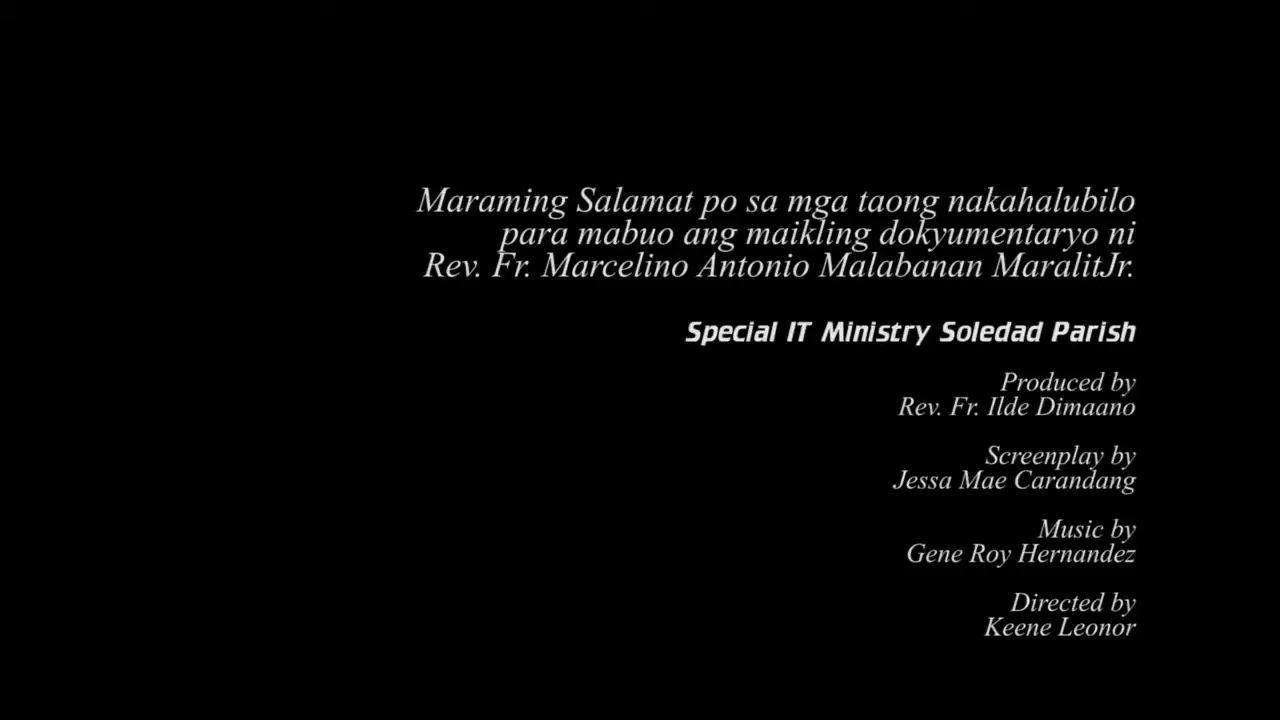 Maraming Salamat po sa mga taong nakahalubilo
para mabuo ang maikling dokyumentaryo ni
Rev. Fr. Marcelino Antonio Malabanan MaralitJr.
Special IT Ministry Soledad Parish
Produced by
Rev. Fr. Ilde Dimaano
Screenplay by
Jessa Mae Carandang
Music by
Gene Roy Hernandez
Directed by
Keene Leonor